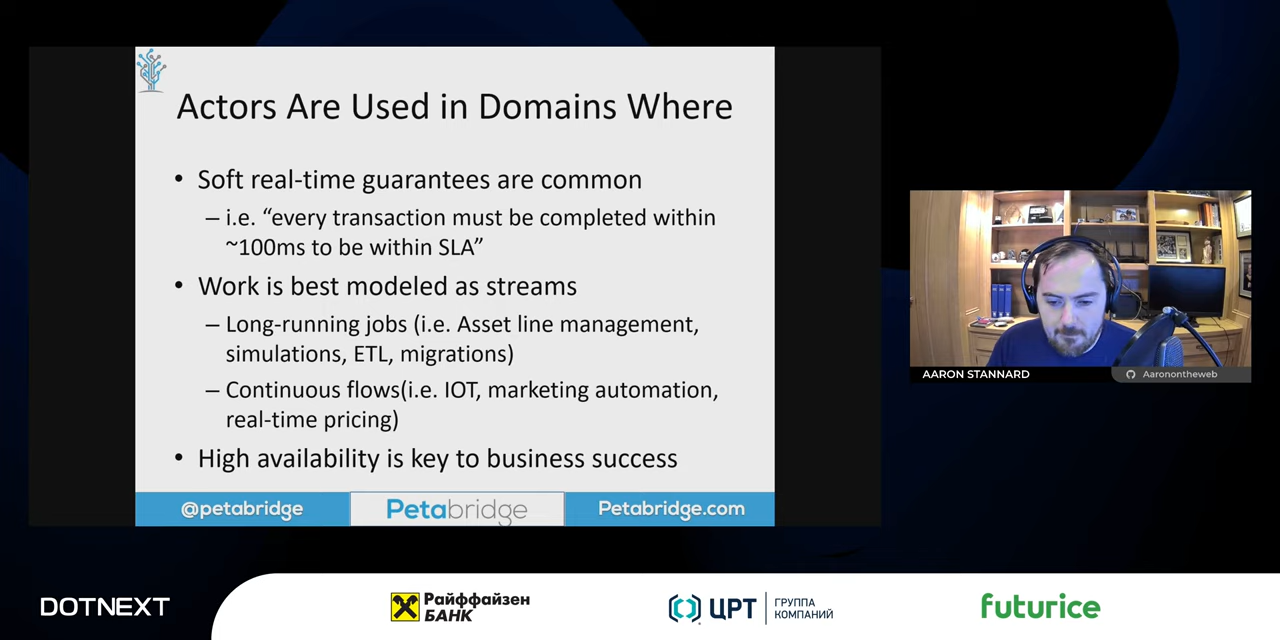 Actors Are Used in Domains Where
• Soft real-time guarantees are common
– i.e. “every transaction must be completed within
~100ms to be within SLA”
• Work is best modeled as streams
– Long-running jobs (i.e. Asset line management,
simulations, ETL, migrations)
– Continuous flows(i.e. IOT, marketing automation,
real-time pricing)
• High availability is key to business success
@petabridge
Petabridge
Petabridge.com
AARON STANNARD
Aaronontheweb
DOTNEXT
Райффайзен
БАНК
ЦРТ
ГРУППА
КОМПАНИЙ
futurice